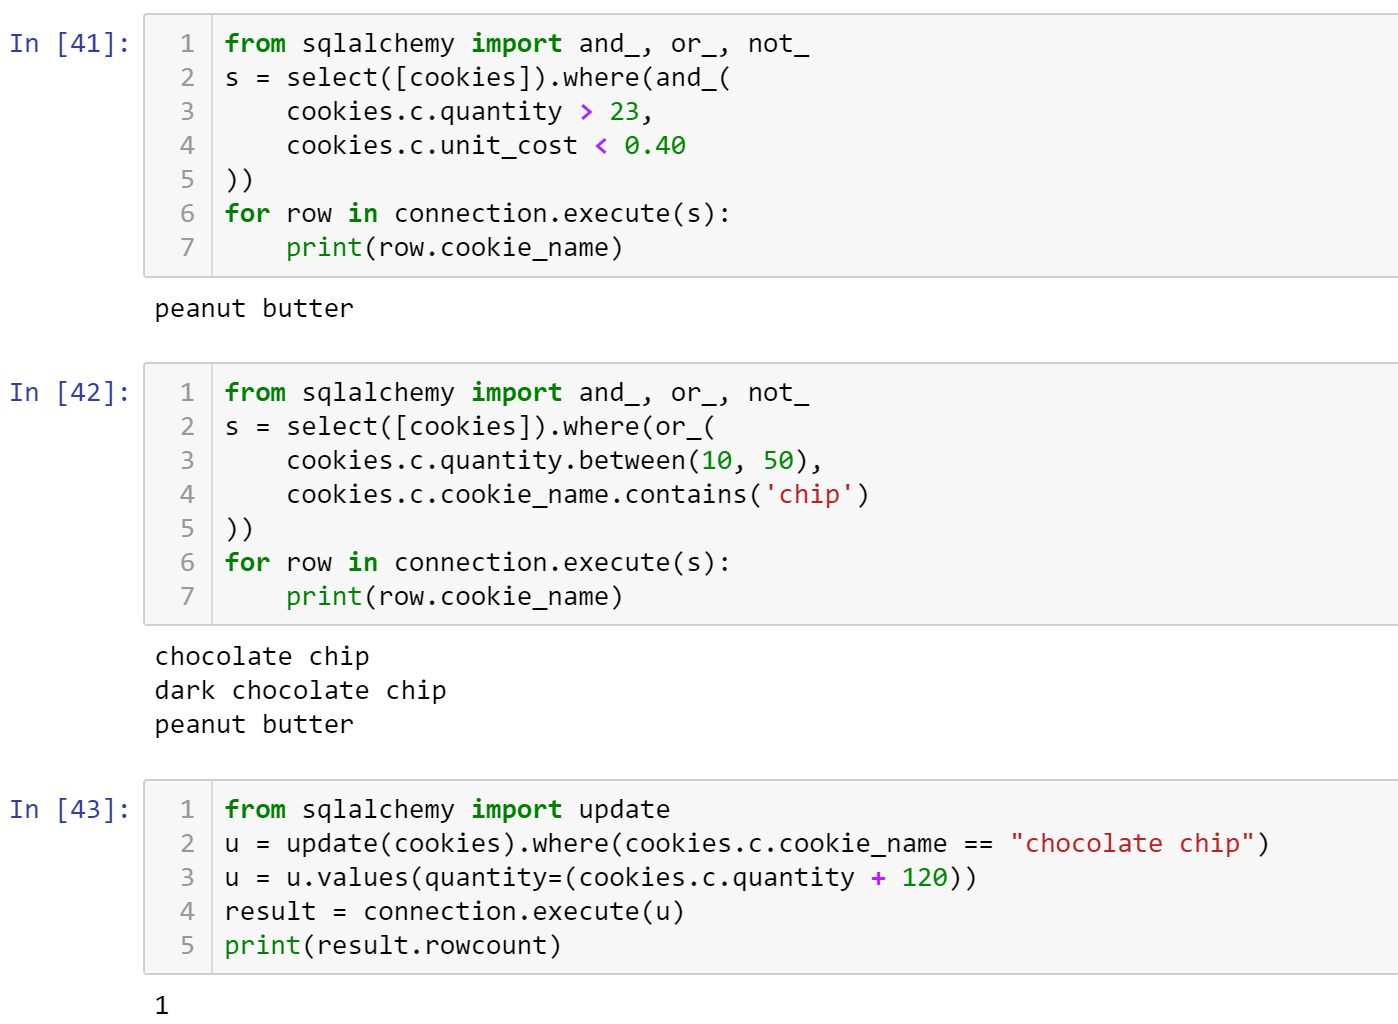 In [41]:
1 from sqlalchemy import and_, or_, not_
2 s = select([cookies]).where(and_(
3     cookies.c.quantity > 23,
4     cookies.c.unit_cost < 0.40
5 ))
6 for row in connection.execute(s):
7     print(row.cookie_name)
peanut butter
In [42]:
1 from sqlalchemy import and_, or_, not_
2 s = select([cookies]).where(or_(
3     cookies.c.quantity.between(10, 50),
4     cookies.c.cookie_name.contains('chip')
5 ))
6 for row in connection.execute(s):
7     print(row.cookie_name)
chocolate chip
dark chocolate chip
peanut butter
In [43]:
1 from sqlalchemy import update
2 u = update(cookies).where(cookies.c.cookie_name == "chocolate chip")
3 u = u.values(quantity=(cookies.c.quantity + 120))
4 result = connection.execute(u)
5 print(result.rowcount)
1